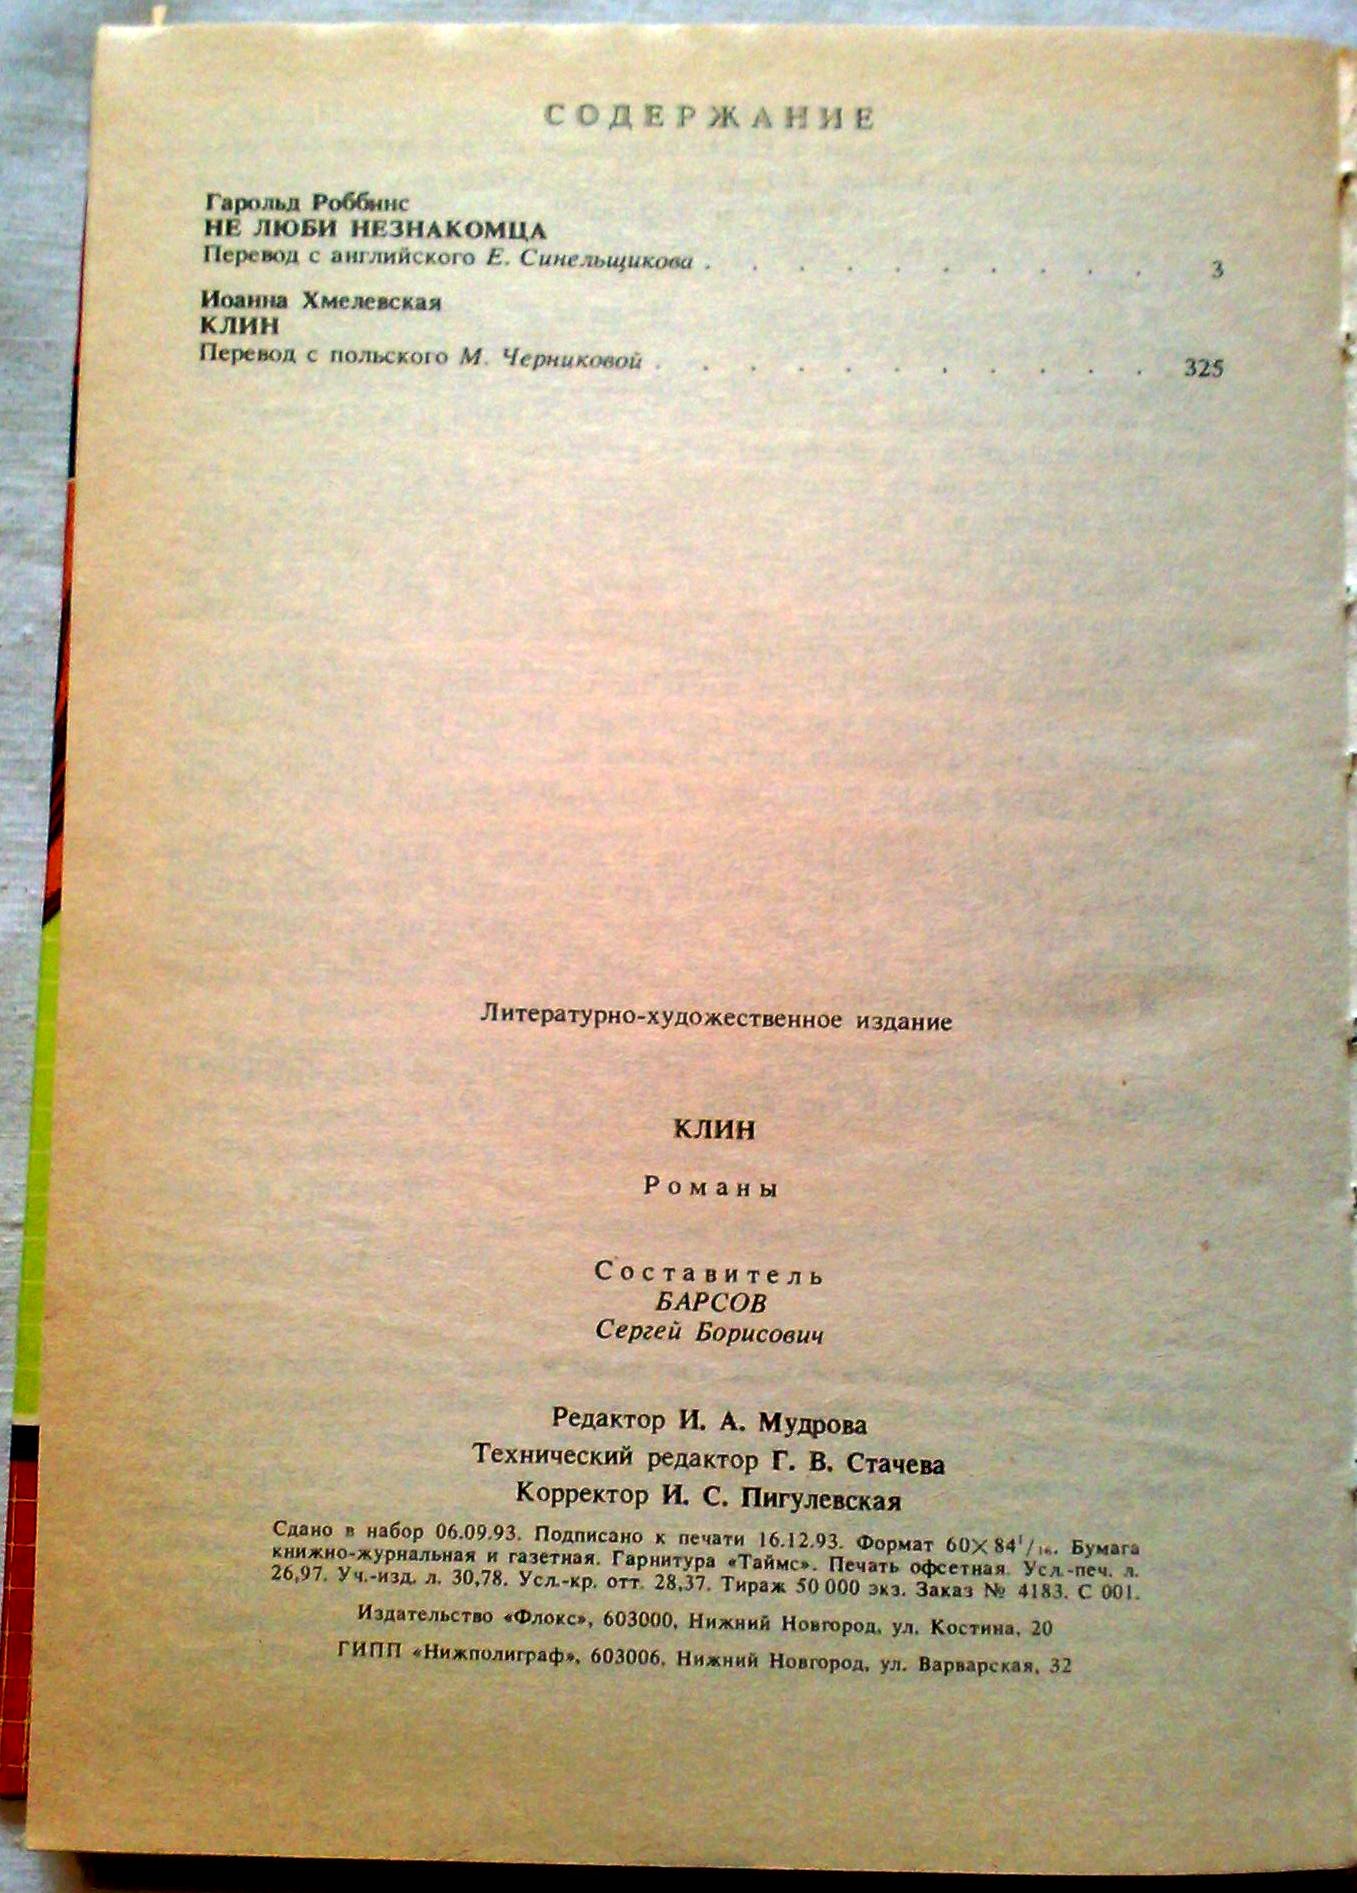 СОДЕРЖАНИЕ
Гарольд Роббинс
НЕ ЛЮБИ НЕЗНАКОМЦА
Перевод с английского Е. Синельщикова . . . . . . . . . . 3
Иоанна Хмелевская
КЛИН
Перевод с польского М. Черниковой . . . . . . . . . . . 325
Литературно-художественное издание
КЛИН
Романы
Составитель
БАРСОВ
Сергей Борисович
Редактор И. А. Мудрова
Технический редактор Г. В. Стачева
Корректор И. С. Пигулевская
Сдано в набор 06.09.93. Подписано к печати 16.12.93. Формат 60×84 1/16. Бумага
книжно-журнальная и газетная. Гарнитура «Таймс». Печать офсетная. Усл.-печ. л.
26,97. Уч.-изд. л. 30,78. Усл.-кр. отт. 28,37. Тираж 50 000 экз. Заказ № 4183. С 001.
Издательство «Флокс», 603000, Нижний Новгород, ул. Костина, 20
ГИПП «Нижполиграф», 603006, Нижний Новгород, ул. Варварская, 32